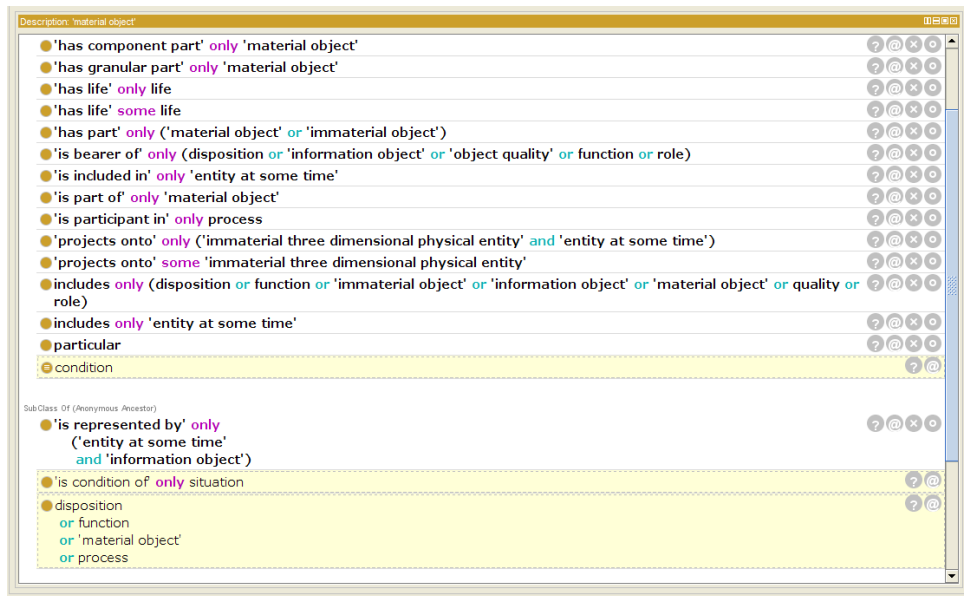 Description: 'material object'
'has component part' only 'material object'
'has granular part' only 'material object'
'has life' only life
'has life' some life
'has part' only ('material object' or 'immaterial object')
'is bearer of' only (disposition or 'information object' or 'object quality' or function or role)
'is included in' only 'entity at some time'
'is part of' only 'material object'
'is participant in' only process
'projects onto' only ('immaterial three dimensional physical entity' and 'entity at some time')
'projects onto' some 'immaterial three dimensional physical entity'
includes only (disposition or function or 'immaterial object' or 'information object' or 'material object' or quality or
role)
includes only 'entity at some time'
particular
condition
SubClass Of (Anonymous Ancestor)
'is represented by' only
('entity at some time'
and 'information object')
'is condition of' only situation
disposition
or function
or 'material object'
or process